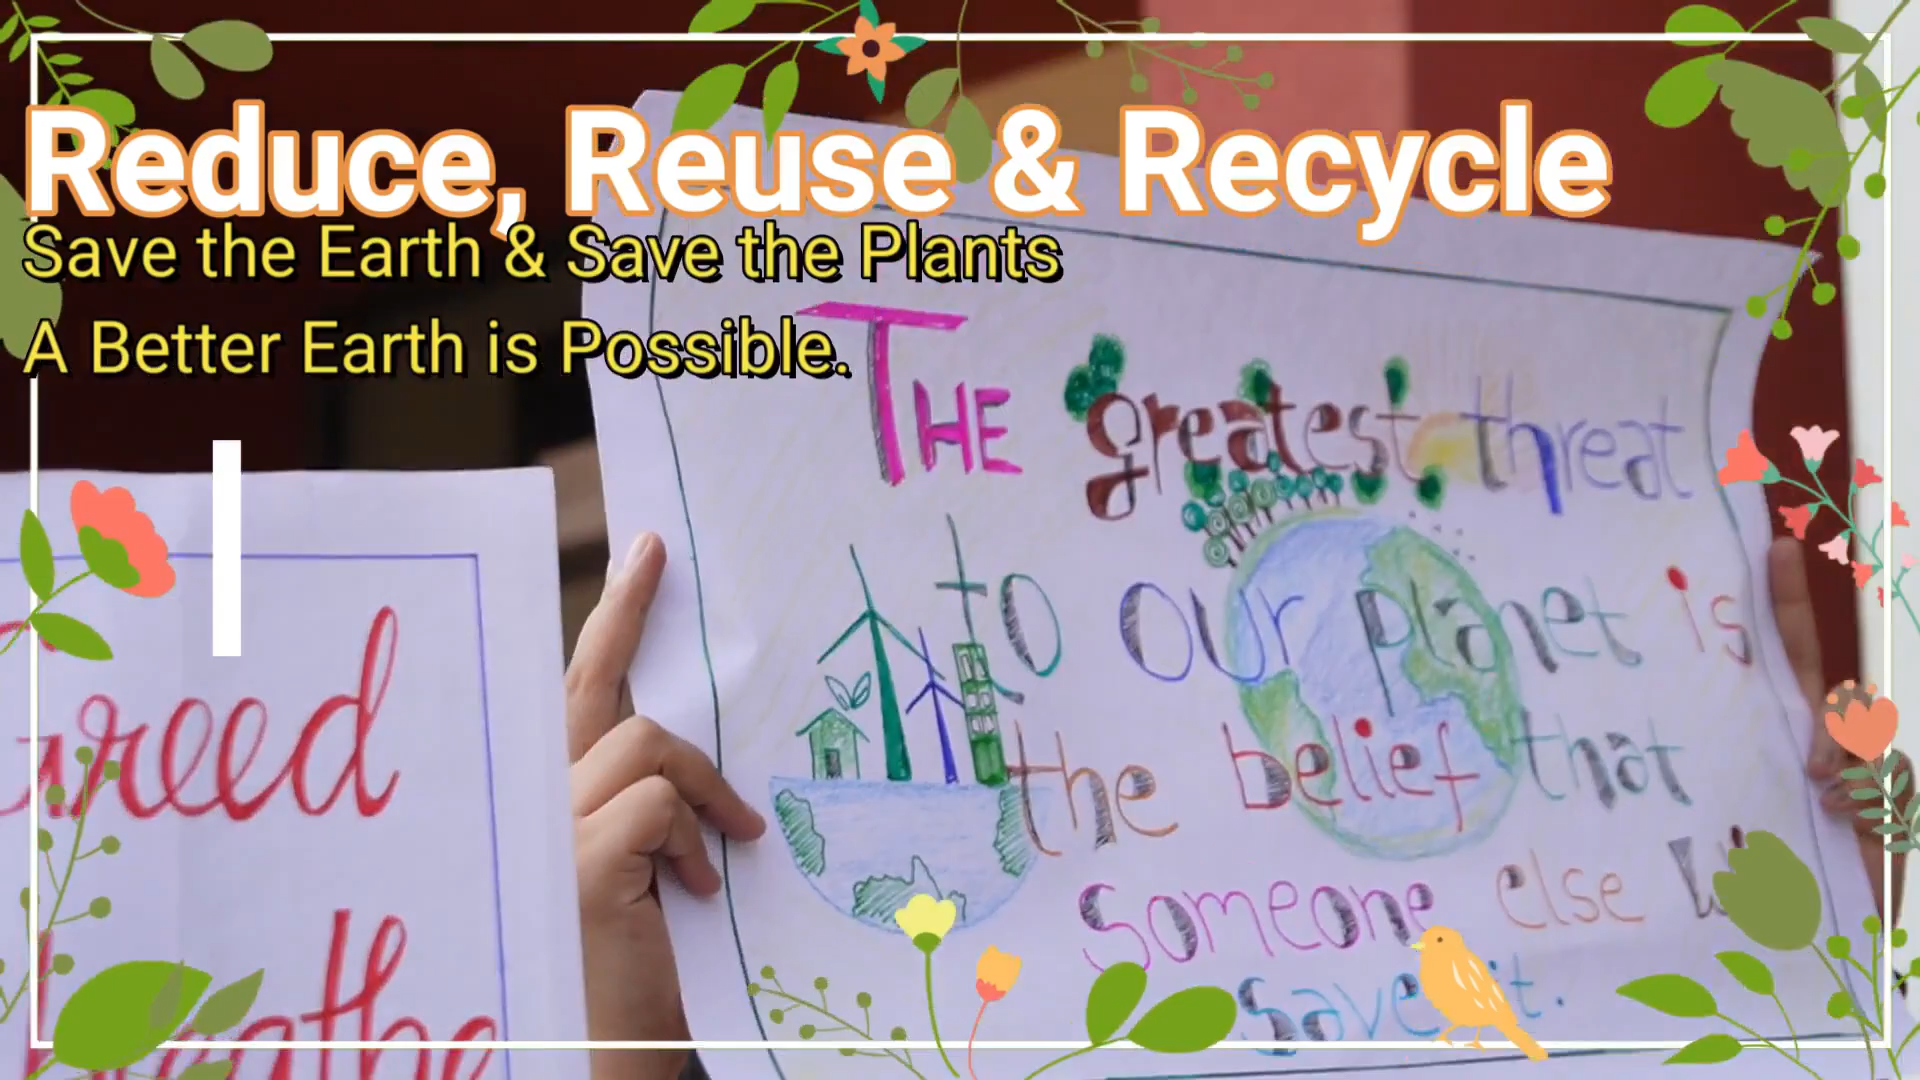 Reduce, Reuse & Recycle
Save the Earth & Save the Plants
A Better Earth is Possible.
THE greatest threat
to our planet is
the belief that
Someone else
save it.